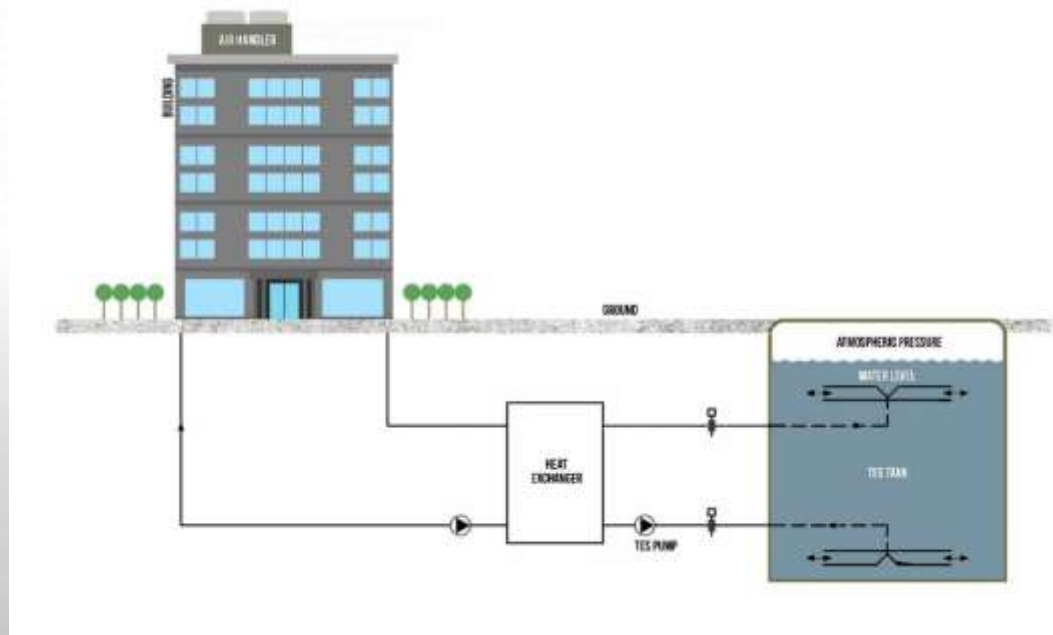 AIR HANDLER
BUILDING
GROUND
ATMOSPHERIC PRESSURE
WATER LEVEL
HEAT
EXCHANGER
TES TANK
TES PUMP